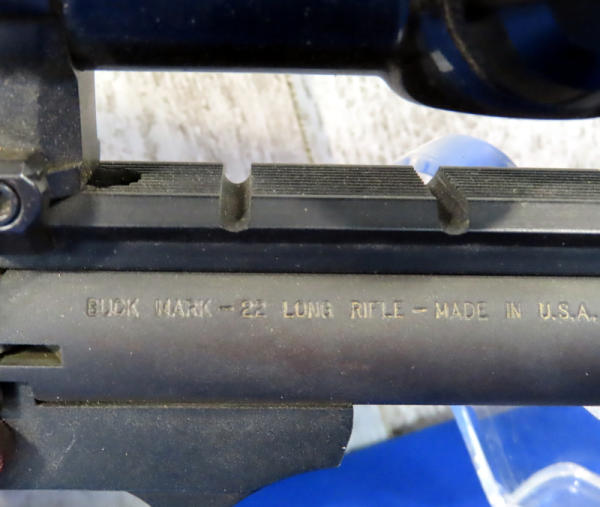 BUCK MARK - 22 LONG RIFLE - MADE IN U.S.A.